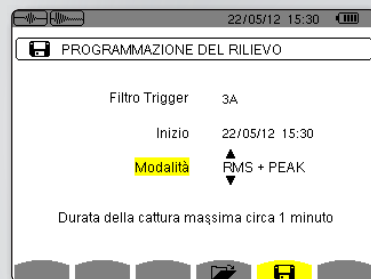 22/05/12 15:30
PROGRAMMAZIONE DEL RILIEVO
Filtro Trigger 3A
Inizio 22/05/12 15:30
Modalità RMS + PEAK
Durata della cattura massima circa 1 minuto